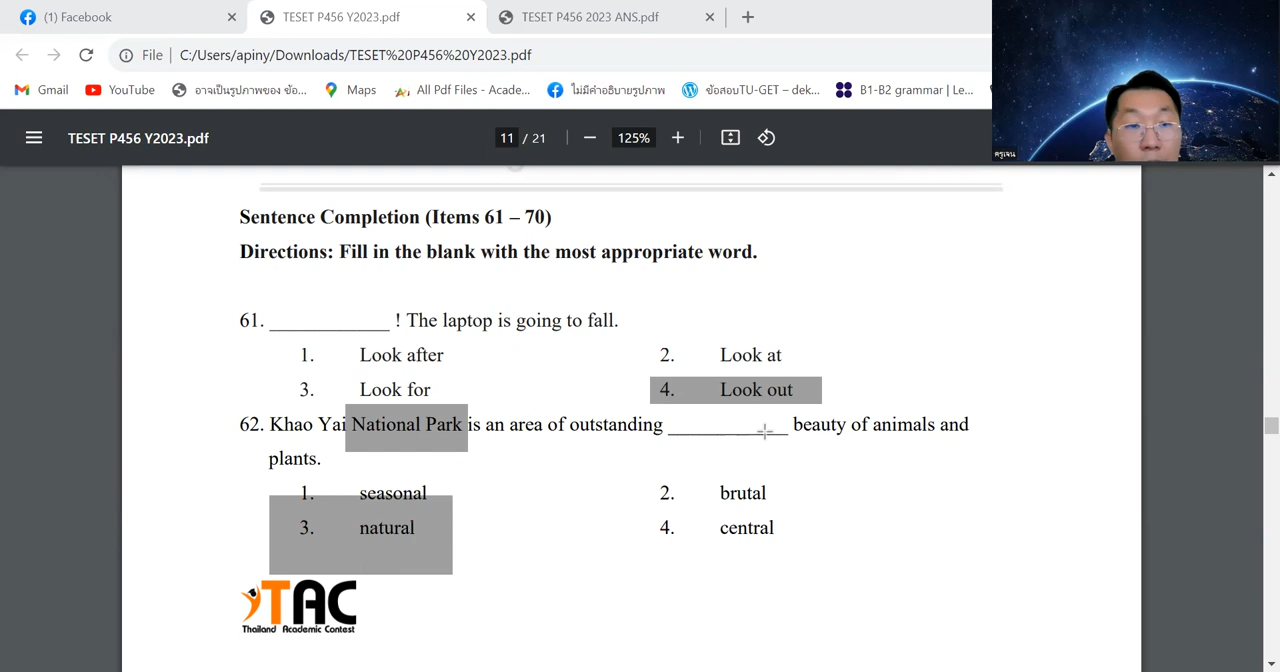 (1) Facebook
TESET P456 Y2023.pdf
TESET P456 2023 ANS.pdf
File | C:/Users/apiny/Downloads/TESET%20P456%20Y2023.pdf
Gmail YouTube อาจเป็นรูปภาพของ ข้อ... Maps All Pdf Files - Acade... ไม่มีคำอธิบายรูปภาพ ข้อสอบTU-GET – dek... B1-B2 grammar | Le...
TESET P456 Y2023.pdf 11 / 21 125%
ครูเจน
Sentence Completion (Items 61 – 70)
Directions: Fill in the blank with the most appropriate word.
61. ____________ ! The laptop is going to fall.
1. Look after 2. Look at
3. Look for 4. Look out
62. Khao Yai National Park is an area of outstanding ____________ beauty of animals and
plants.
1. seasonal 2. brutal
3. natural 4. central
TAC
Thailand Academic Contest